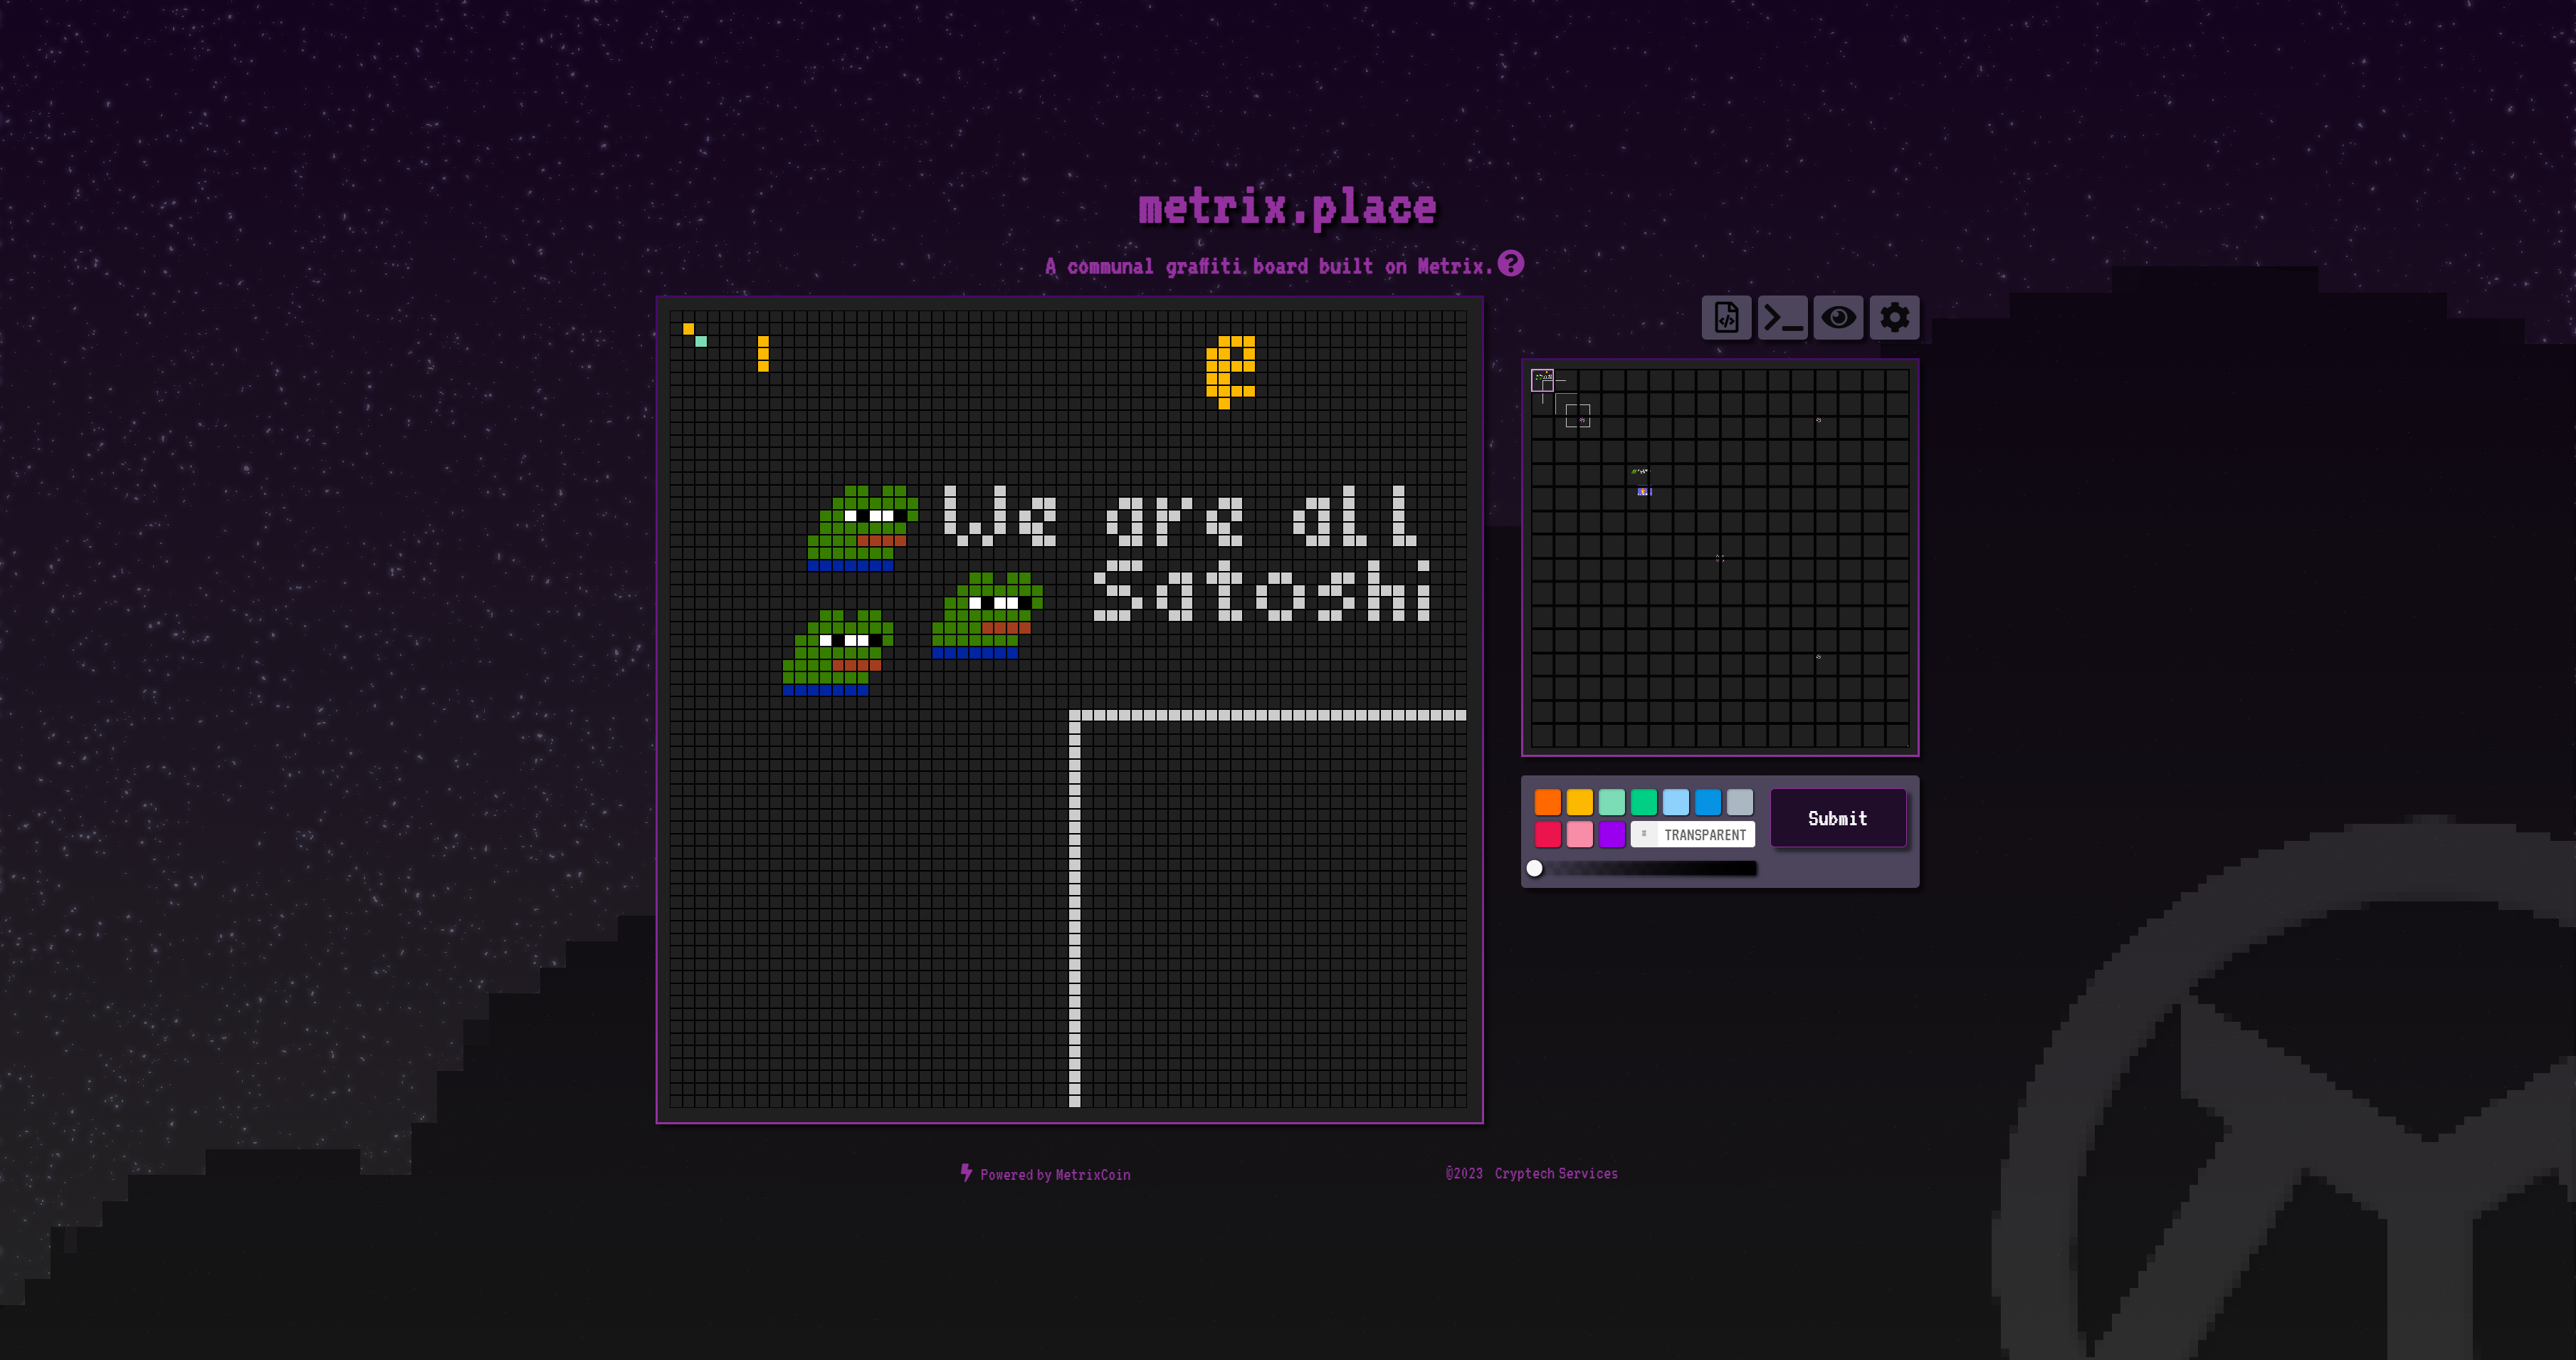 metrix.place
A communal graffiti board built on Metrix.
We are all
Satoshi
# TRANSPARENT
Submit
Powered by MetrixCoin
©2023 Cryptech Services